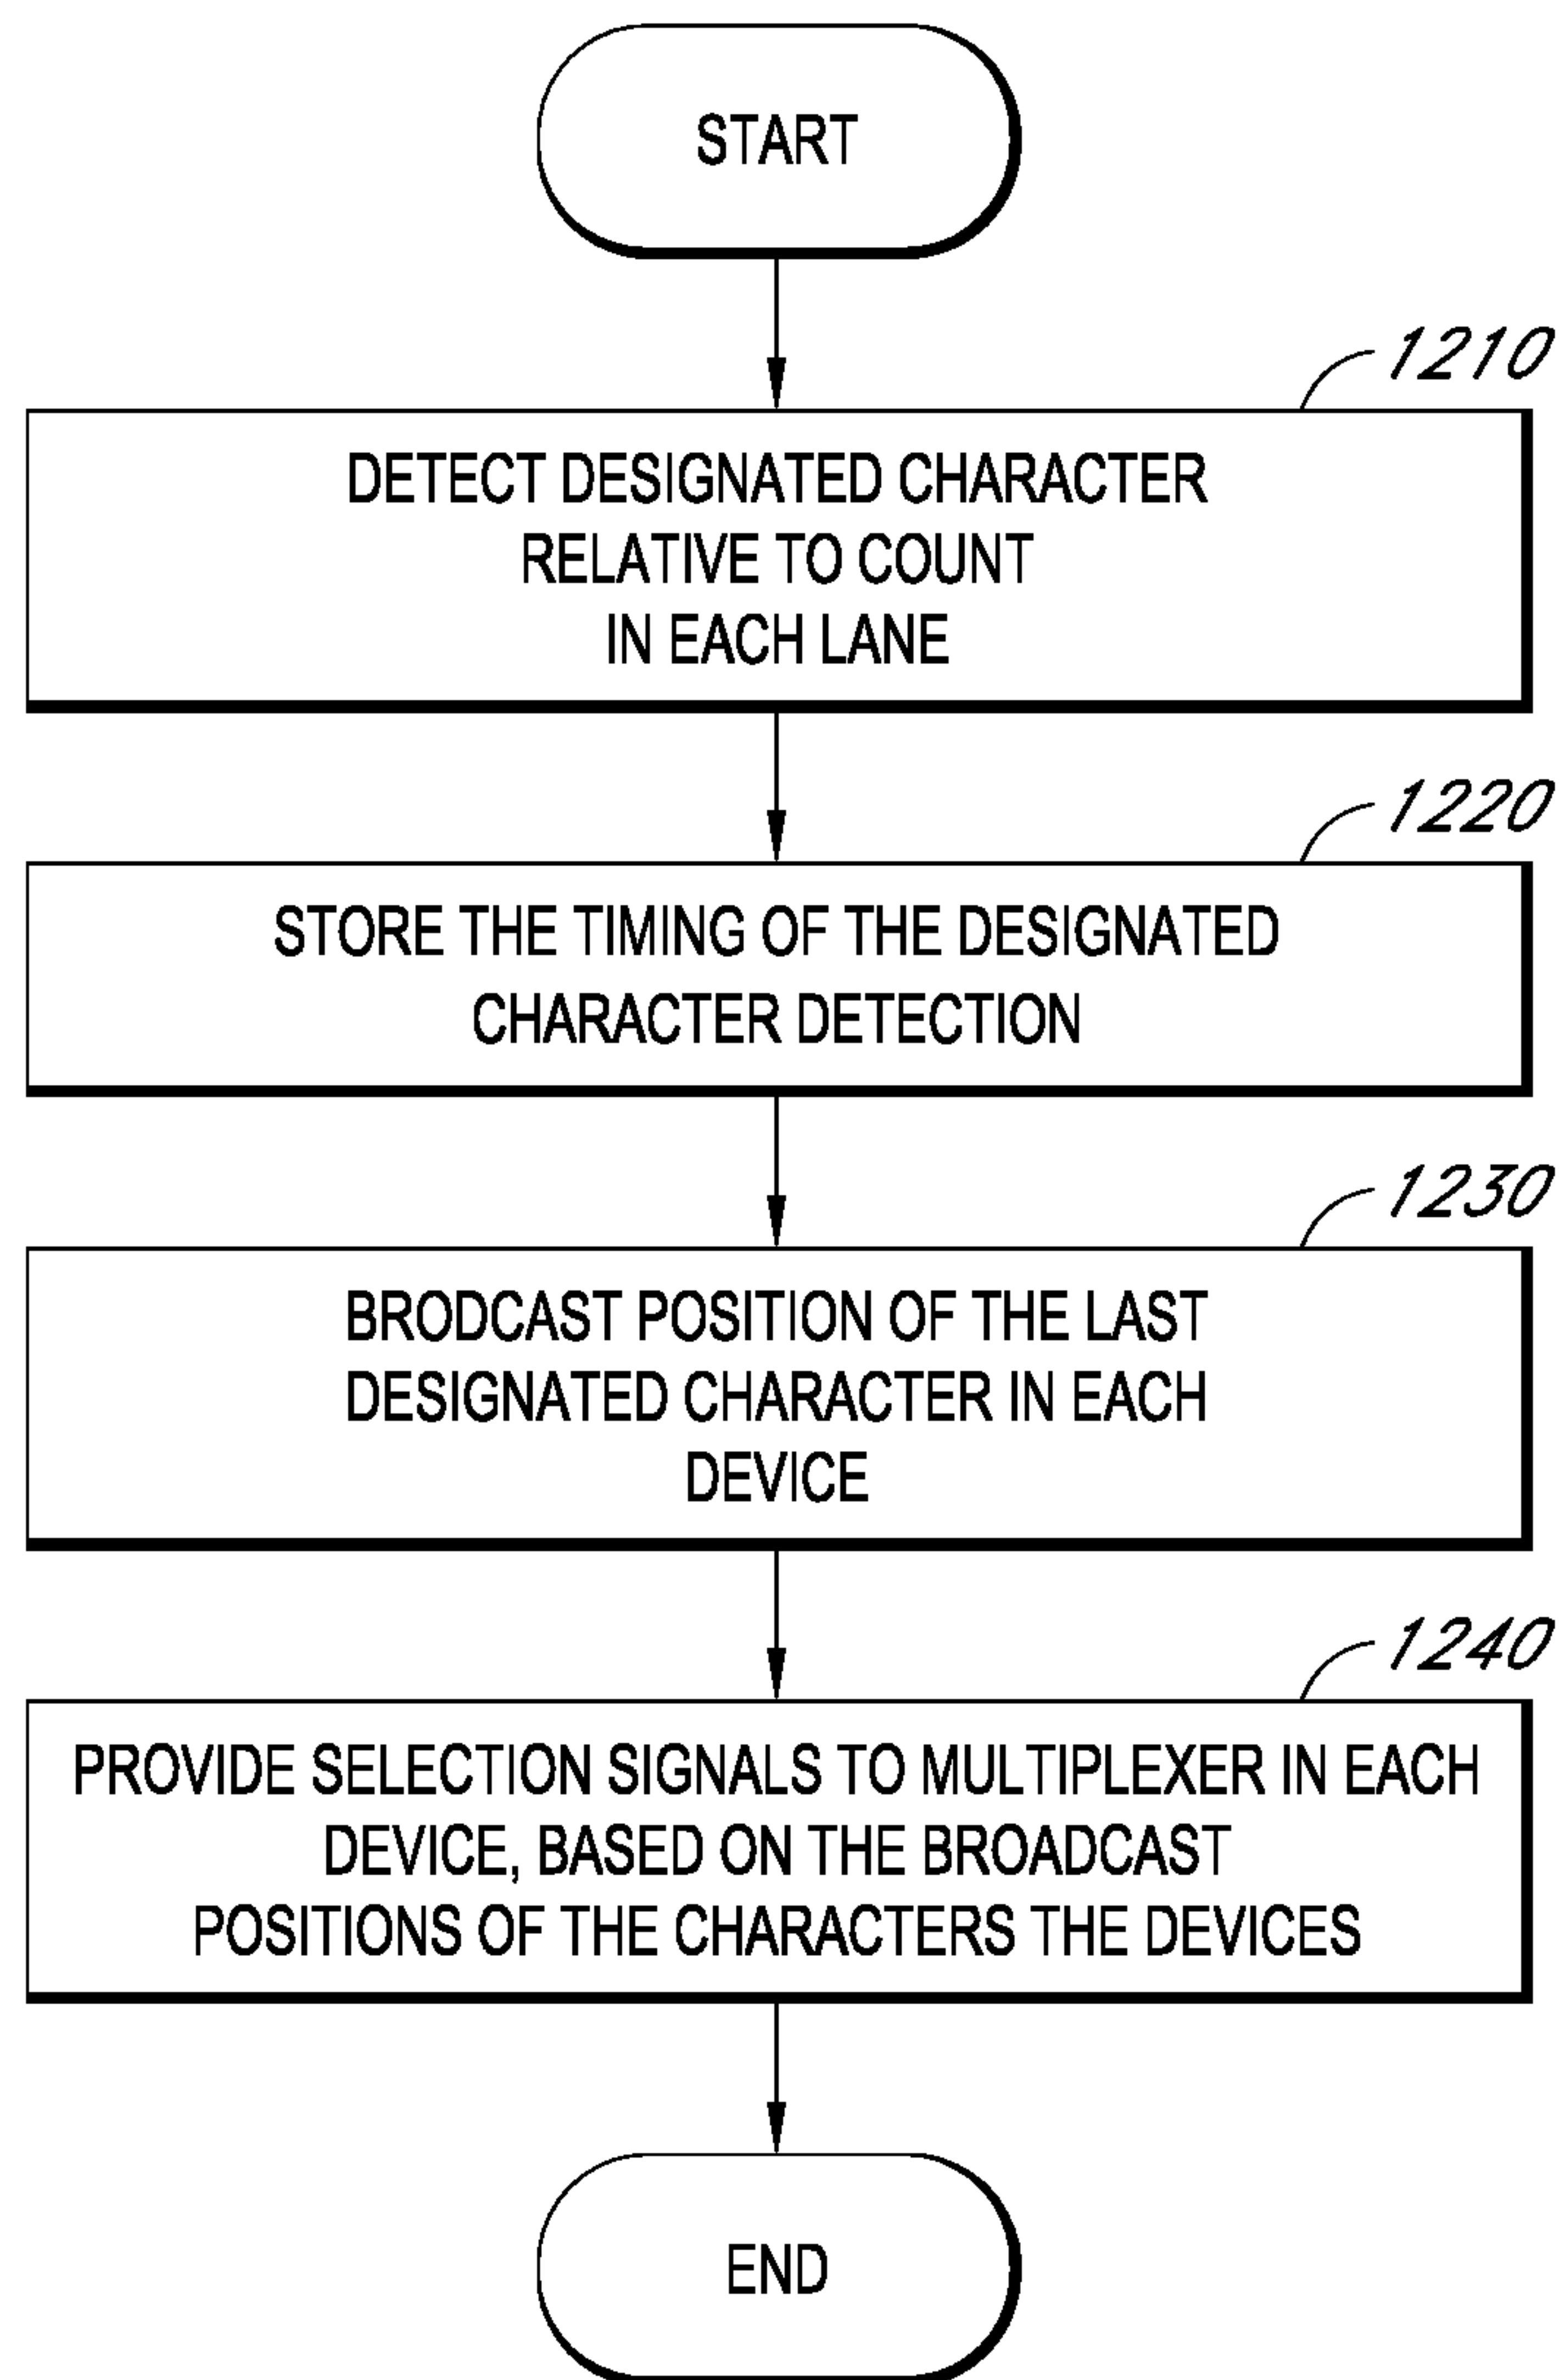 START
1210
DETECT DESIGNATED CHARACTER
RELATIVE TO COUNT
IN EACH LANE
1220
STORE THE TIMING OF THE DESIGNATED
CHARACTER DETECTION
1230
BRODCAST POSITION OF THE LAST
DESIGNATED CHARACTER IN EACH
DEVICE
1240
PROVIDE SELECTION SIGNALS TO MULTIPLEXER IN EACH
DEVICE, BASED ON THE BROADCAST
POSITIONS OF THE CHARACTERS THE DEVICES
END